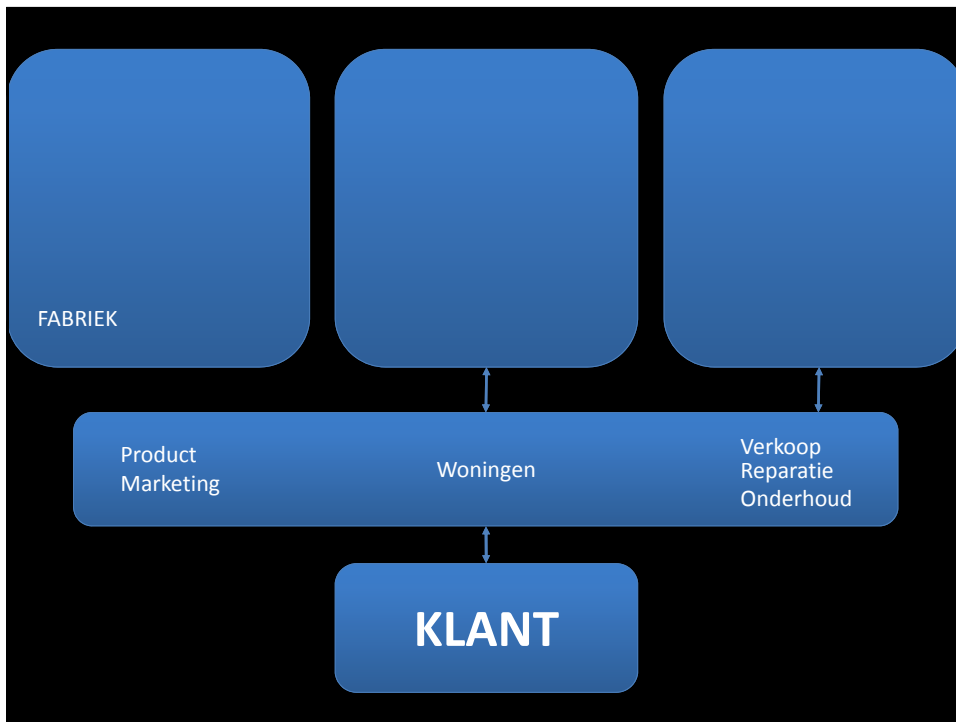 FABRIEK
Product
Marketing
Woningen
Verkoop
Reparatie
Onderhoud
KLANT